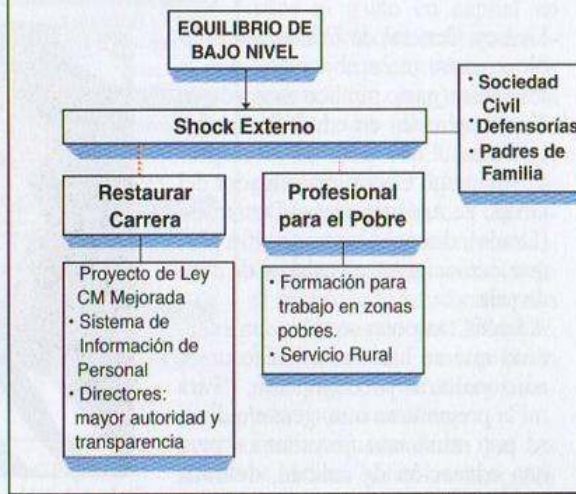 EQUILIBRIO DE
BAJO NIVEL
Shock Externo
· Sociedad
Civil
· Defensorías
· Padres de
Familia
Restaurar
Carrera
Profesional
para el Pobre
· Proyecto de Ley
CM Mejorada
· Sistema de
Información de
Personal
· Directores:
mayor autoridad y
transparencia
· Formación para
trabajo en zonas
pobres.
· Servicio Rural